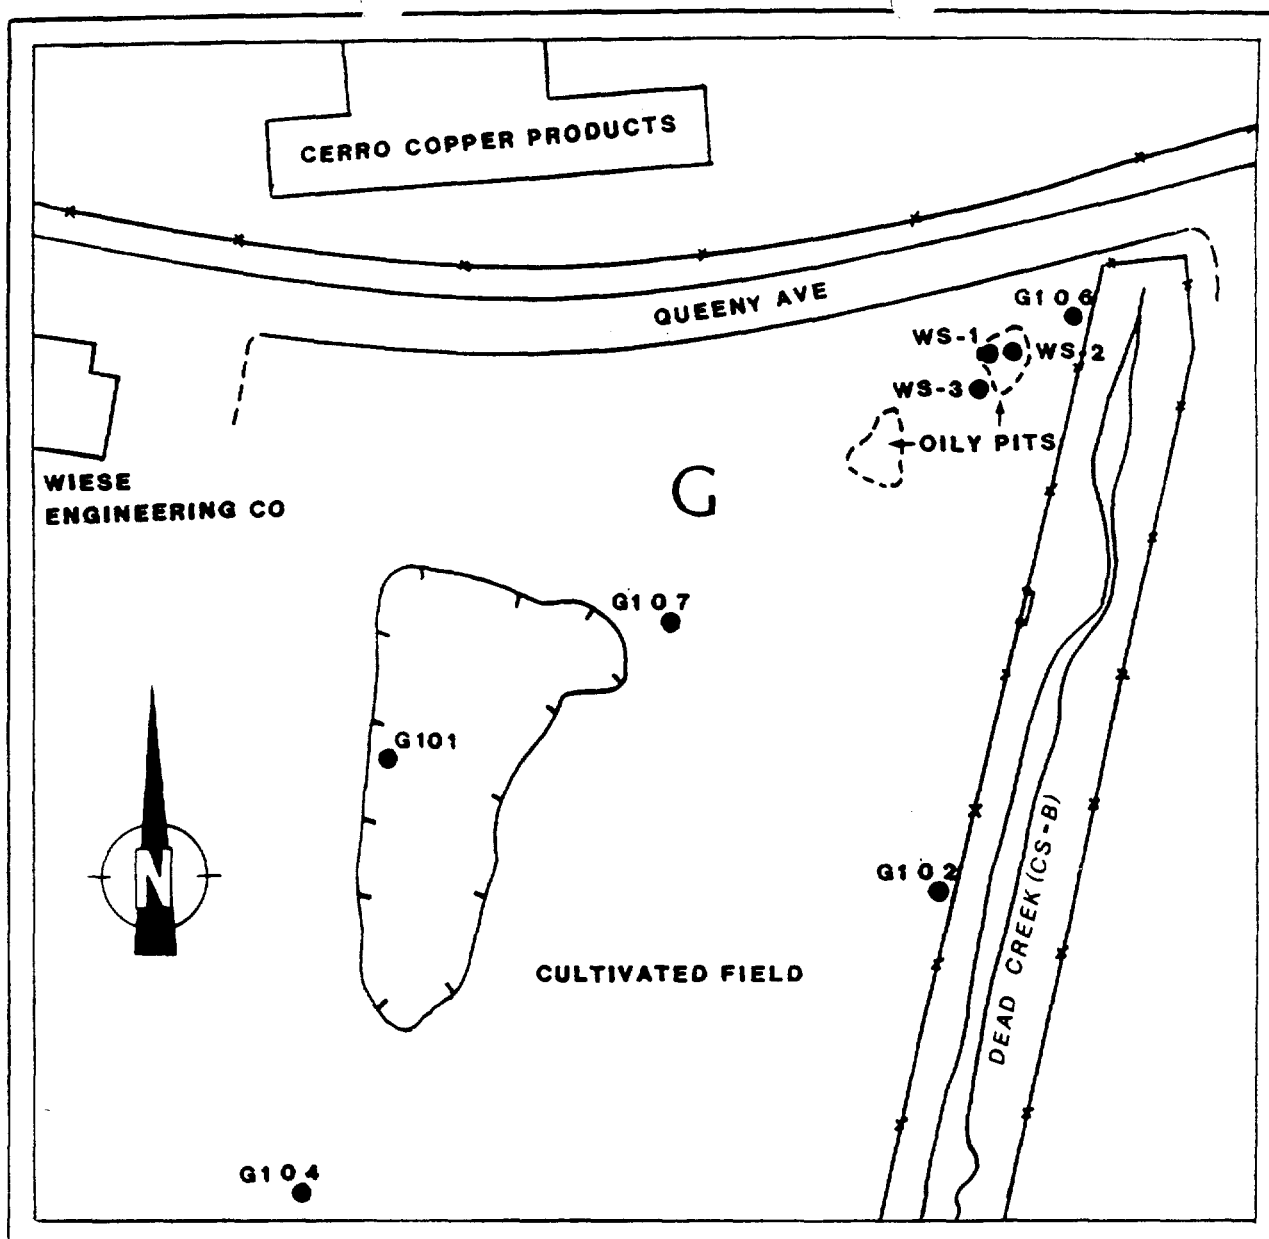 CERRO COPPER PRODUCTS
QUEENY AVE
G106
WS-1
WS-2
WS-3
OILY PITS
WIESE
ENGINEERING CO
G
G107
G101
N
G102
DEAD CREEK (CS-B)
CULTIVATED FIELD
G104